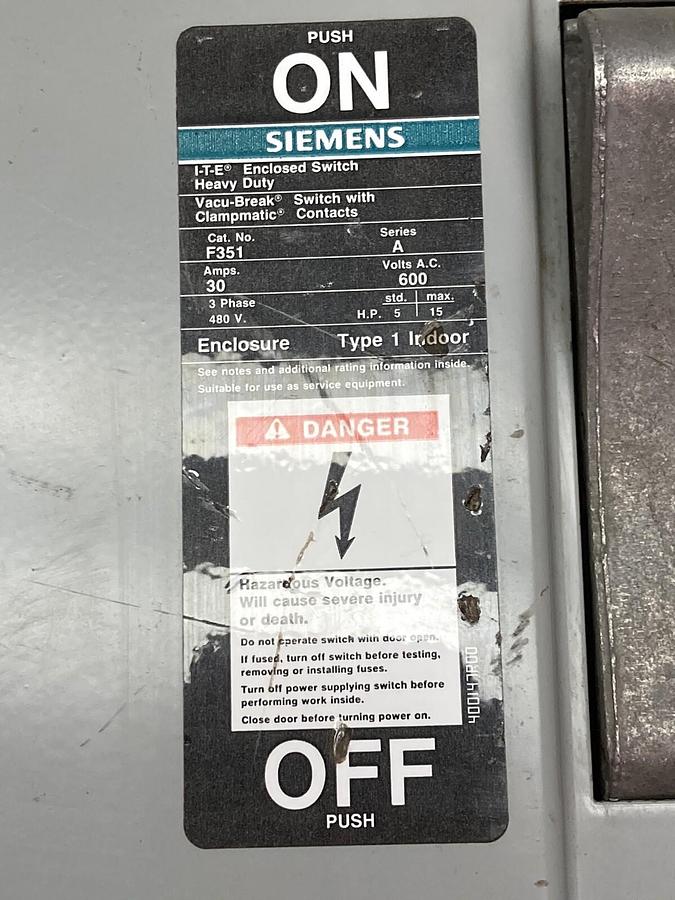 PUSH
ON
SIEMENS
I-T-E® Enclosed Switch
Heavy Duty
Vacu-Break® Switch with
Clampmatic® Contacts
Cat. No. Series
F351 A
Amps. Volts A.C.
30 600
3 Phase std. max.
480 V. H.P. 5 15
Enclosure Type 1 Indoor
See notes and additional rating information inside.
Suitable for use as service equipment.
DANGER
Hazardous Voltage.
Will cause severe injury
or death.
Do not operate switch with door open.
If fused, turn off switch before testing,
removing or installing fuses.
Turn off power supplying switch before
performing work inside.
Close door before turning power on.
OFF
PUSH